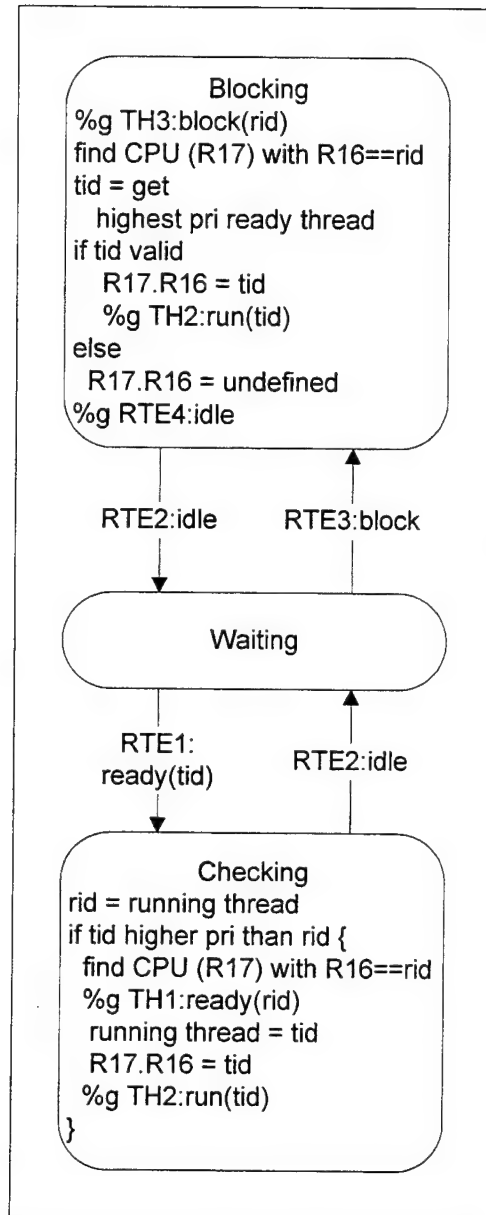 Blocking
%g TH3:block(rid)
find CPU (R17) with R16==rid
tid = get
highest pri ready thread
if tid valid
R17.R16 = tid
%g TH2:run(tid)
else
R17.R16 = undefined
%g RTE4:idle
RTE2:idle
RTE3:block
Waiting
RTE1:
ready(tid)
RTE2:idle
Checking
rid = running thread
if tid higher pri than rid {
find CPU (R17) with R16==rid
%g TH1:ready(rid)
running thread = tid
R17.R16 = tid
%g TH2:run(tid)
}